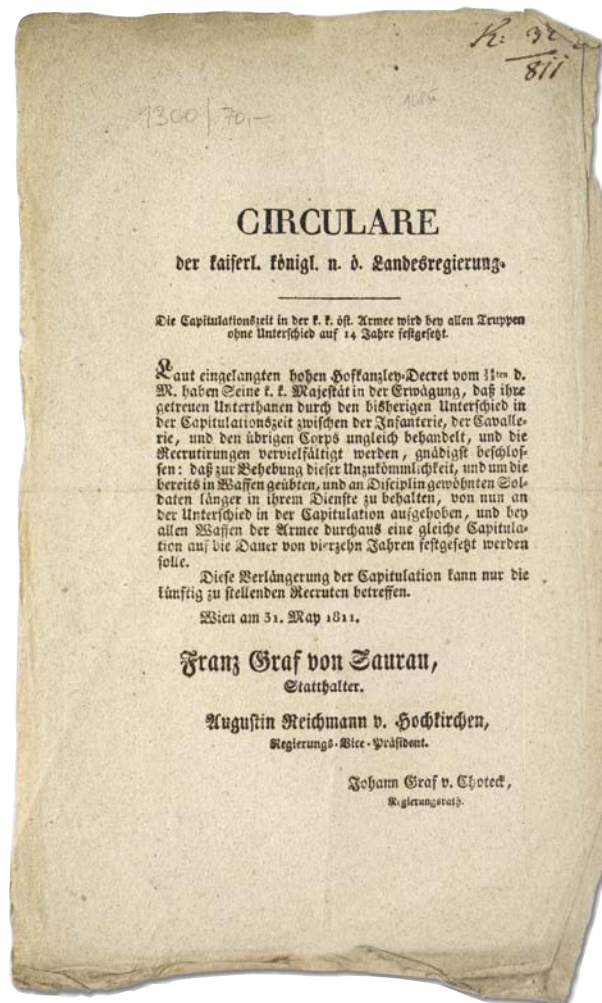 K: 32
811
1300/70.-
CIRCULARE
der kaiserl. königl. n. ö. Landesregierung.
Die Capitulationszeit in der k. k. öst. Armee wird bey allen Truppen
ohne Unterschied auf 14 Jahre festgesetzt.
Laut eingelangten hohen Hofkanzley-Decret vom d.
M. haben Seine k. k. Majestät in der Erwägung, daß ihre
getreuen Unterthanen durch den bisherigen Unterschied in
der Capitulationszeit zwischen der Infanterie, der Cavalle-
rie, und den übrigen Corps ungleich behandelt, und die
Recrutirungen vervielfältigt werden, gnädigst beschlos-
sen: daß zur Behebung dieser Unzukömmlichkeit, und um die
bereits in Waffen geübten, und an Disciplin gewöhnten Sol-
daten länger in ihrem Dienste zu behalten, von nun an
der Unterschied in der Capitulation aufgehoben, und bey
allen Waffen der Armee durchaus eine gleiche Capitula-
tion auf die Dauer von vierzehn Jahren festgesetzt werden
solle.
Diese Verlängerung der Capitulation kann nur die
künftig zu stellenden Recruten betreffen.
Wien am 31. May 1811.
Franz Graf von Saurau,
Statthalter.
Augustin Reichmann v. Hochkirchen,
Regierungs-Vice-Präsident.
Johann Graf v. Choteck,
Regierungsrath.